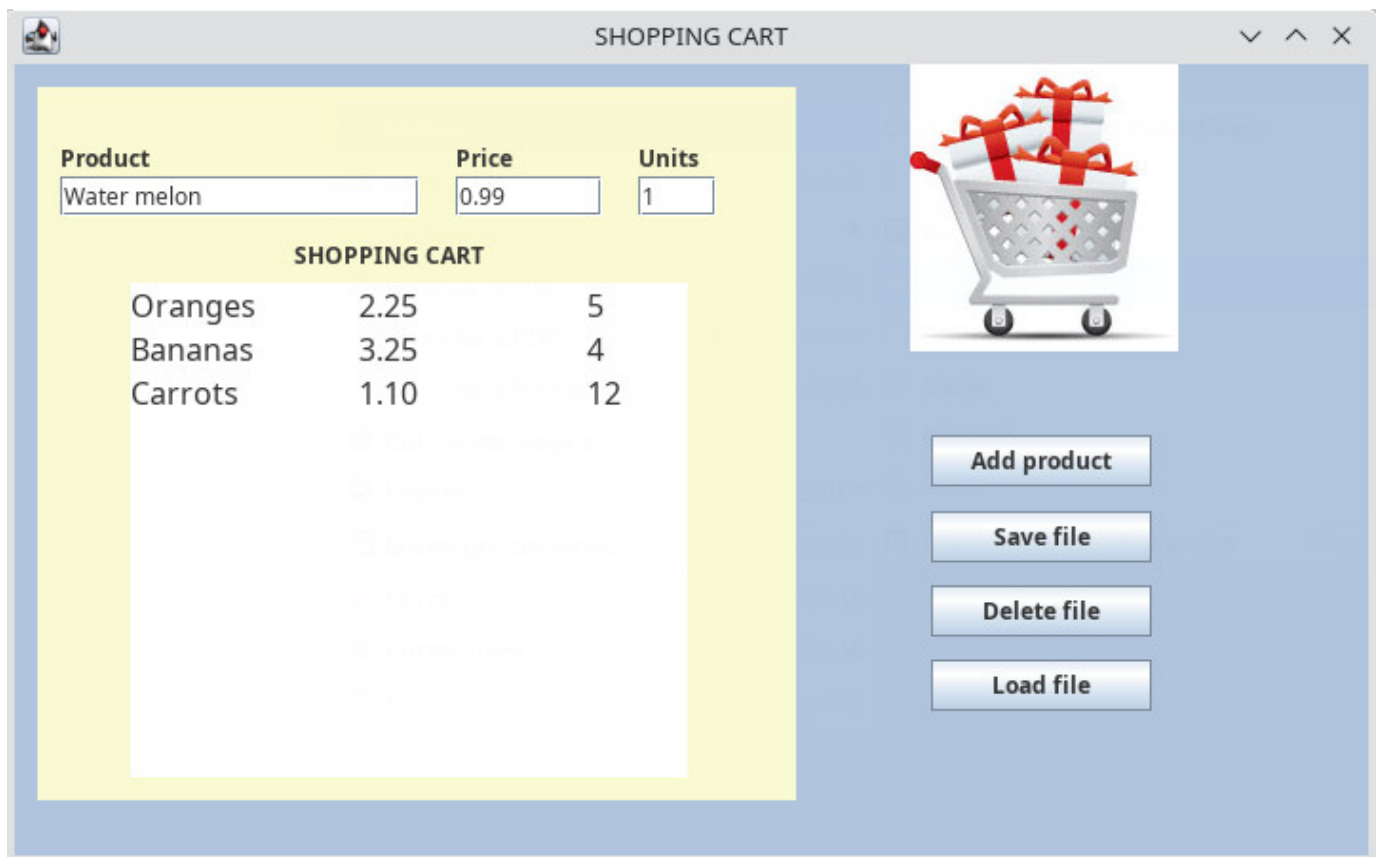 SHOPPING CART
Product Price Units
Water melon 0.99 1
SHOPPING CART
Oranges 2.25 5
Bananas 3.25 4
Carrots 1.10 12
Add product
Save file
Delete file
Load file